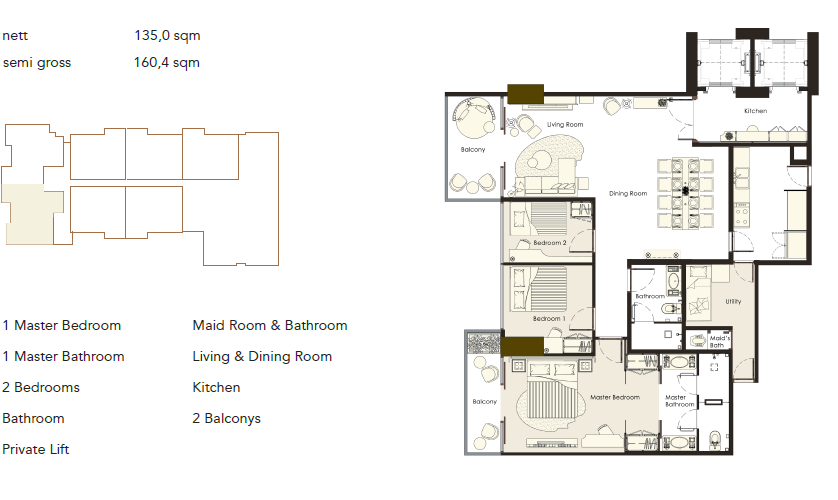 nett 135,0 sqm
semi gross 160,4 sqm
1 Master Bedroom Maid Room & Bathroom
1 Master Bathroom Living & Dining Room
2 Bedrooms Kitchen
Bathroom 2 Balconys
Private Lift
Kitchen
Living Room
Balcony
Dining Room
Bedroom 2
Bathroom
Utility
Bedroom 1
Maid's
Bath
Master Bedroom
Balcony
Master
Bathroom